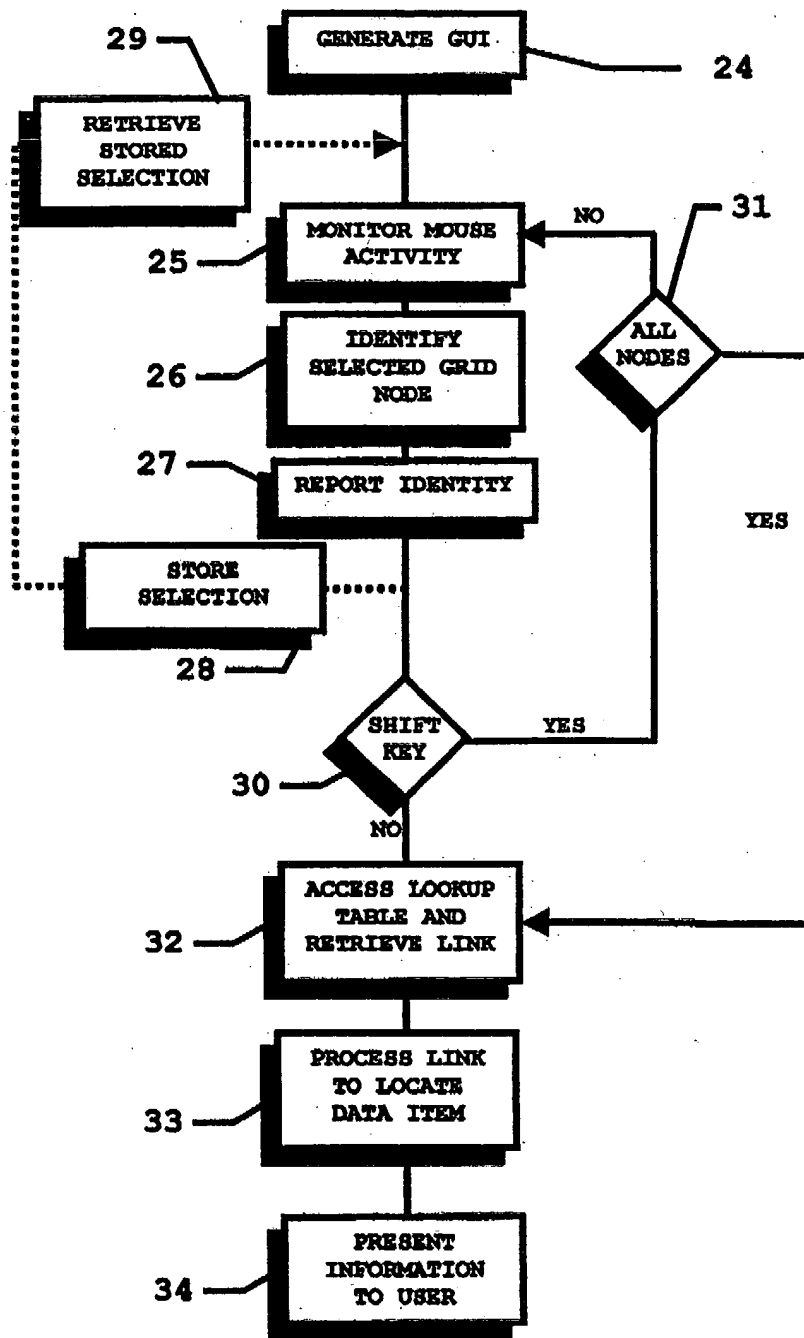 GENERATE GUI
24
29
RETRIEVE
STORED
SELECTION
MONITOR MOUSE
ACTIVITY
25
NO
31
ALL
NODES
IDENTIFY
SELECTED GRID
NODE
26
27
REPORT IDENTITY
YES
STORE
SELECTION
28
SHIFT
KEY
YES
30
NO
ACCESS LOOKUP
TABLE AND
RETRIEVE LINK
32
PROCESS LINK
TO LOCATE
DATA ITEM
33
PRESENT
INFORMATION
TO USER
34